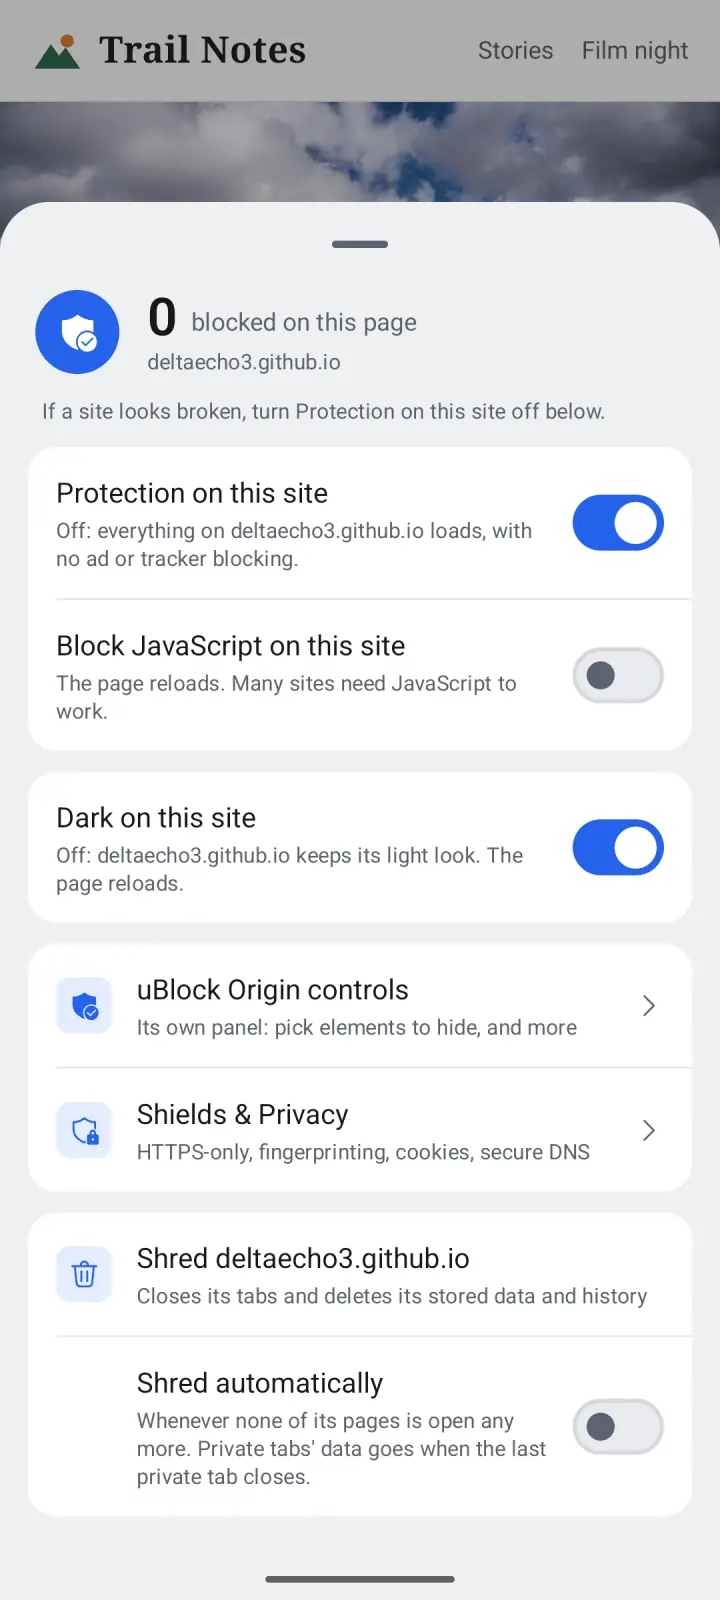 Trail Notes
Stories
Film night
0 blocked on this page
deltaecho3.github.io
If a site looks broken, turn Protection on this site off below.
Protection on this site
Off: everything on deltaecho3.github.io loads, with
no ad or tracker blocking.
Block JavaScript on this site
The page reloads. Many sites need JavaScript to
work.
Dark on this site
Off: deltaecho3.github.io keeps its light look. The
page reloads.
uBlock Origin controls
Its own panel: pick elements to hide, and more
Shields & Privacy
HTTPS-only, fingerprinting, cookies, secure DNS
Shred deltaecho3.github.io
Closes its tabs and deletes its stored data and history
Shred automatically
Whenever none of its pages is open any
more. Private tabs' data goes when the last
private tab closes.